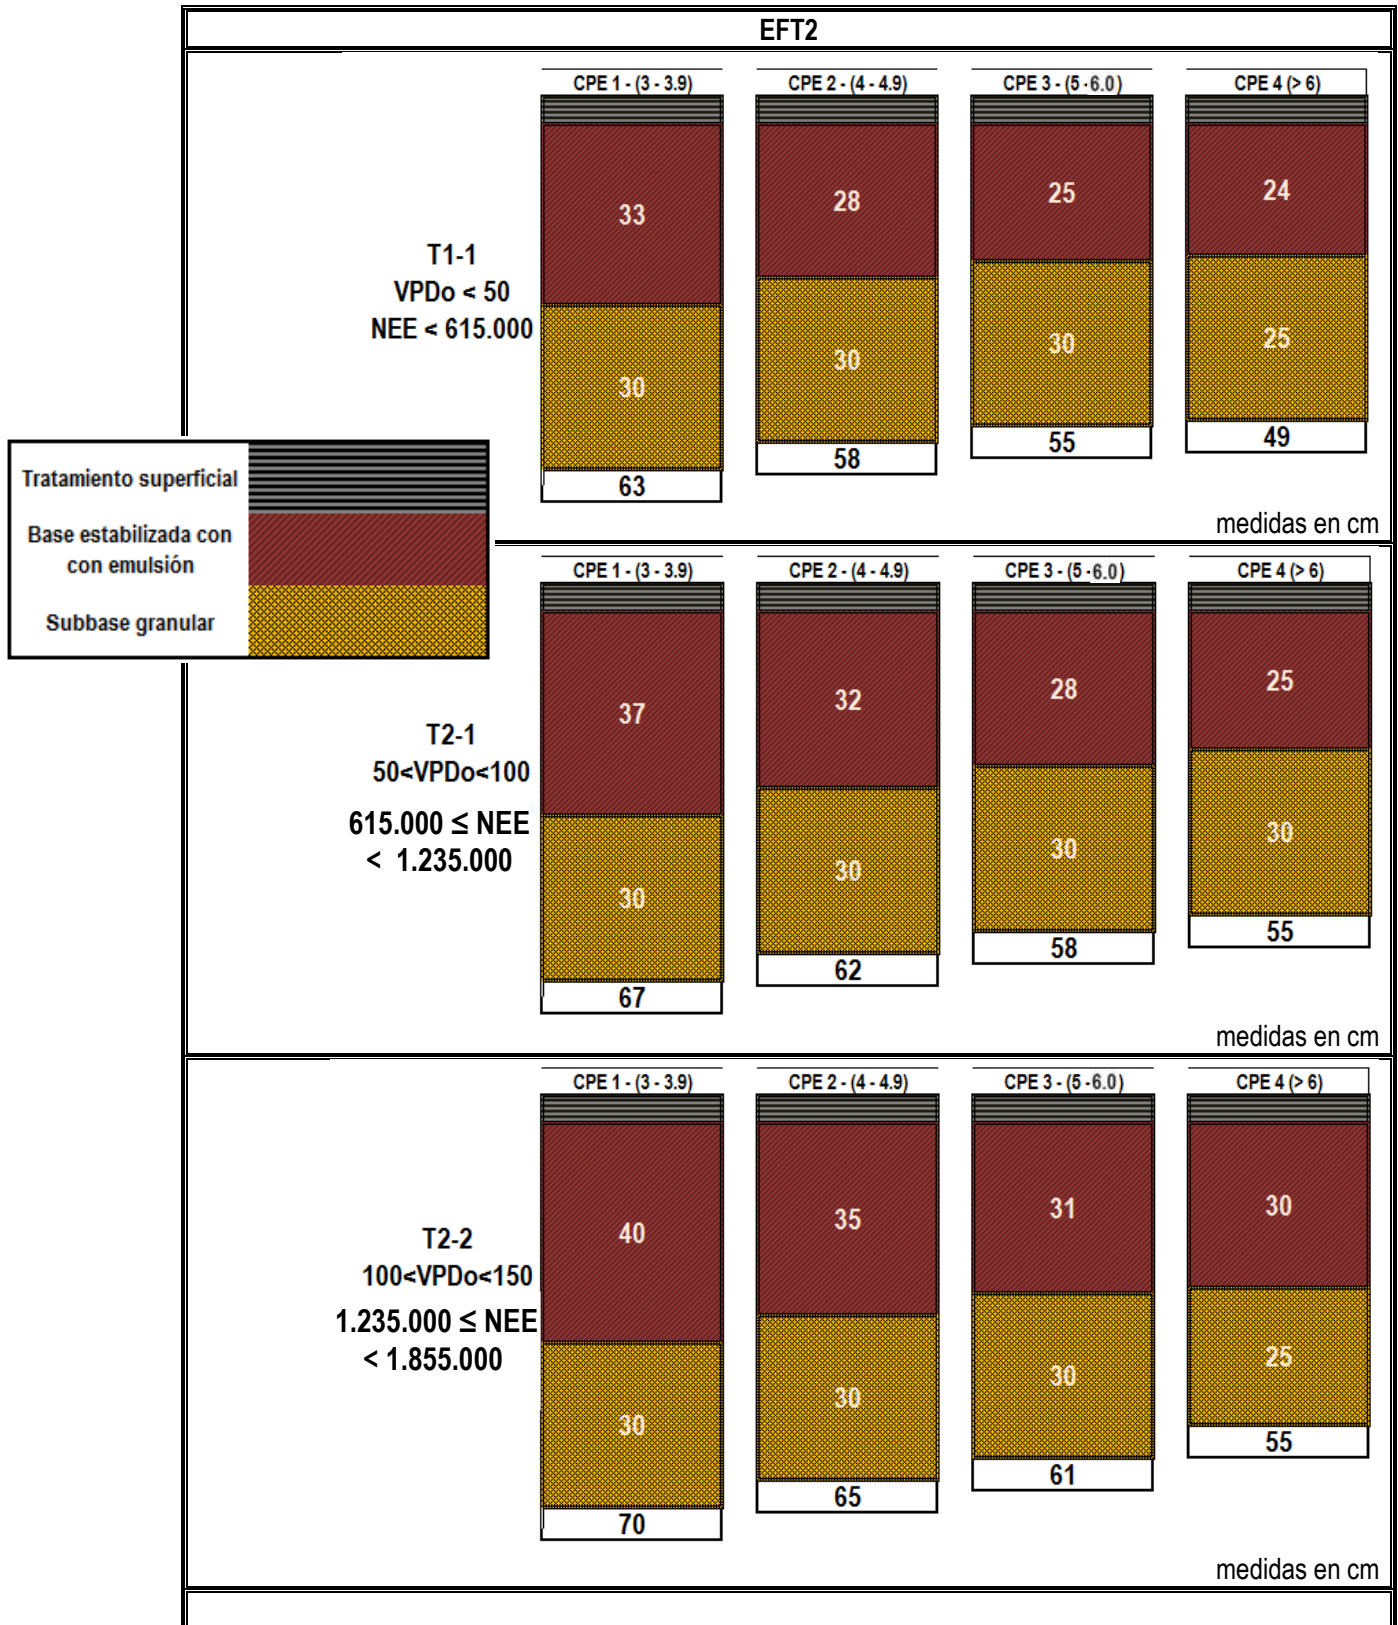 EFT2
CPE 1 - (3 - 3.9)
CPE 2 - (4 - 4.9)
CPE 3 - (5 -6.0)
CPE 4 (> 6)
T1-1
VPDo < 50
NEE < 615.000
33
28
25
24
30
30
30
25
63
58
55
49
medidas en cm
Tratamiento superficial
Base estabilizada con
con emulsión
Subbase granular
CPE 1 - (3 - 3.9)
CPE 2 - (4 - 4.9)
CPE 3 - (5 -6.0)
CPE 4 (> 6)
T2-1
50<VPDo<100
615.000 ≤ NEE
< 1.235.000
37
32
28
25
30
30
30
30
67
62
58
55
medidas en cm
CPE 1 - (3 - 3.9)
CPE 2 - (4 - 4.9)
CPE 3 - (5 -6.0)
CPE 4 (> 6)
T2-2
100<VPDo<150
1.235.000 ≤ NEE
< 1.855.000
40
35
31
30
30
30
30
25
70
65
61
55
medidas en cm